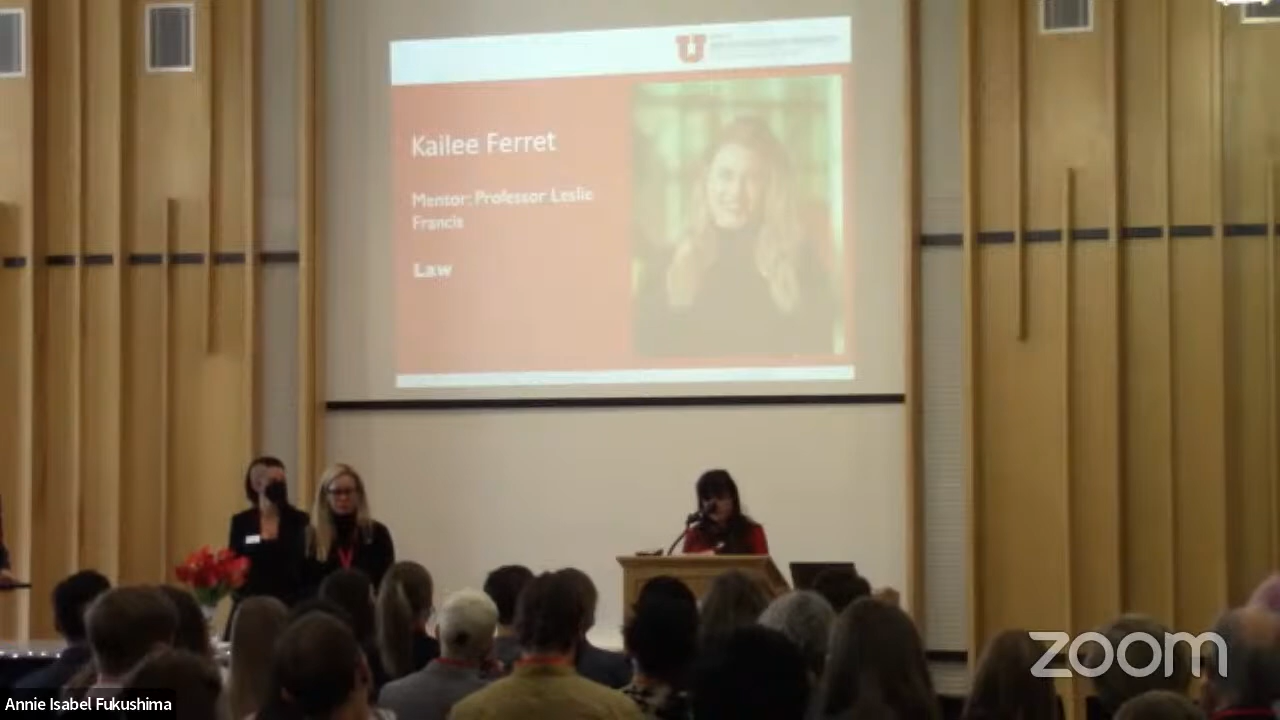 U
Kailee Ferret
Mentor: Professor Leslie
Francis
Law
zoom
Annie Isabel Fukushima